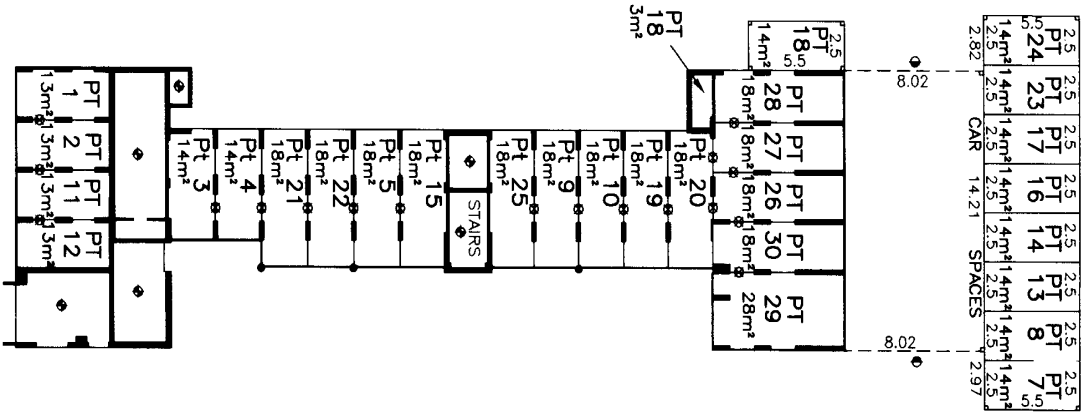 PT
1
13m²
PT
2
13m²
PT
11
13m²
PT
12
13m²
Pt 3
14m²
Pt 4
14m²
Pt 21
18m²
Pt 22
18m²
Pt 5
18m²
Pt 15
18m²
STAIRS
Pt 25
18m²
Pt 9
18m²
Pt 10
18m²
Pt 19
18m²
Pt 20
18m²
PT
18
3m²
PT
18
14m²
2.5
5.5
PT
28
18m²
PT
27
18m²
PT
26
18m²
PT
30
18m²
PT
29
28m²
8.02
8.02
2.82
CAR
14.21
SPACES
2.97
5.5
2.5
PT
24
14m²
2.5
2.5
PT
23
14m²
2.5
2.5
PT
17
14m²
2.5
2.5
PT
16
14m²
2.5
2.5
PT
14
14m²
2.5
2.5
PT
13
14m²
2.5
2.5
PT
8
14m²
2.5
2.5
PT
7
14m²
2.5
5.5